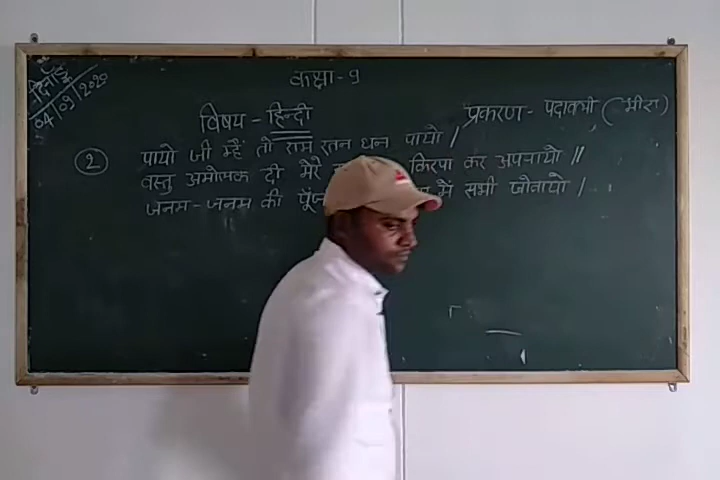 दिनाँक
04/09/2020
कक्षा - 9
विषय - हिन्दी
प्रकरण - पदावली (मीरा)
2 पायो जी म्हैं तो राम रतन धन पायो /
वस्तु अमोलक दी मेरे किरपा कर अपनायो //
जनम - जनम की में सभी खोवायो /